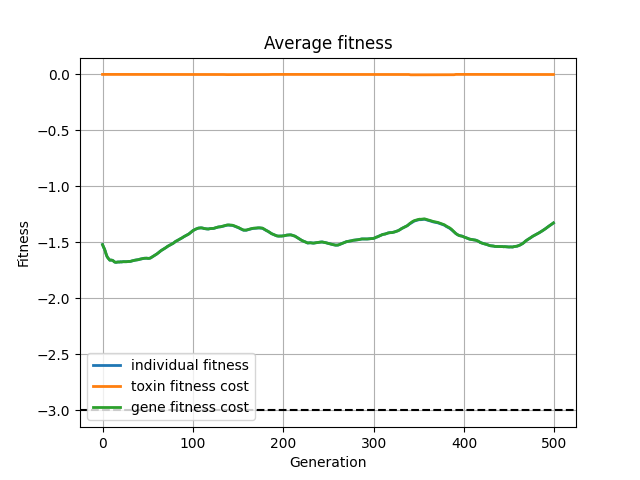 Average fitness
0.0
−0.5
−1.0
−1.5
−2.0
−2.5
−3.0
Fitness
individual fitness
toxin fitness cost
gene fitness cost
0 100 200 300 400 500
Generation